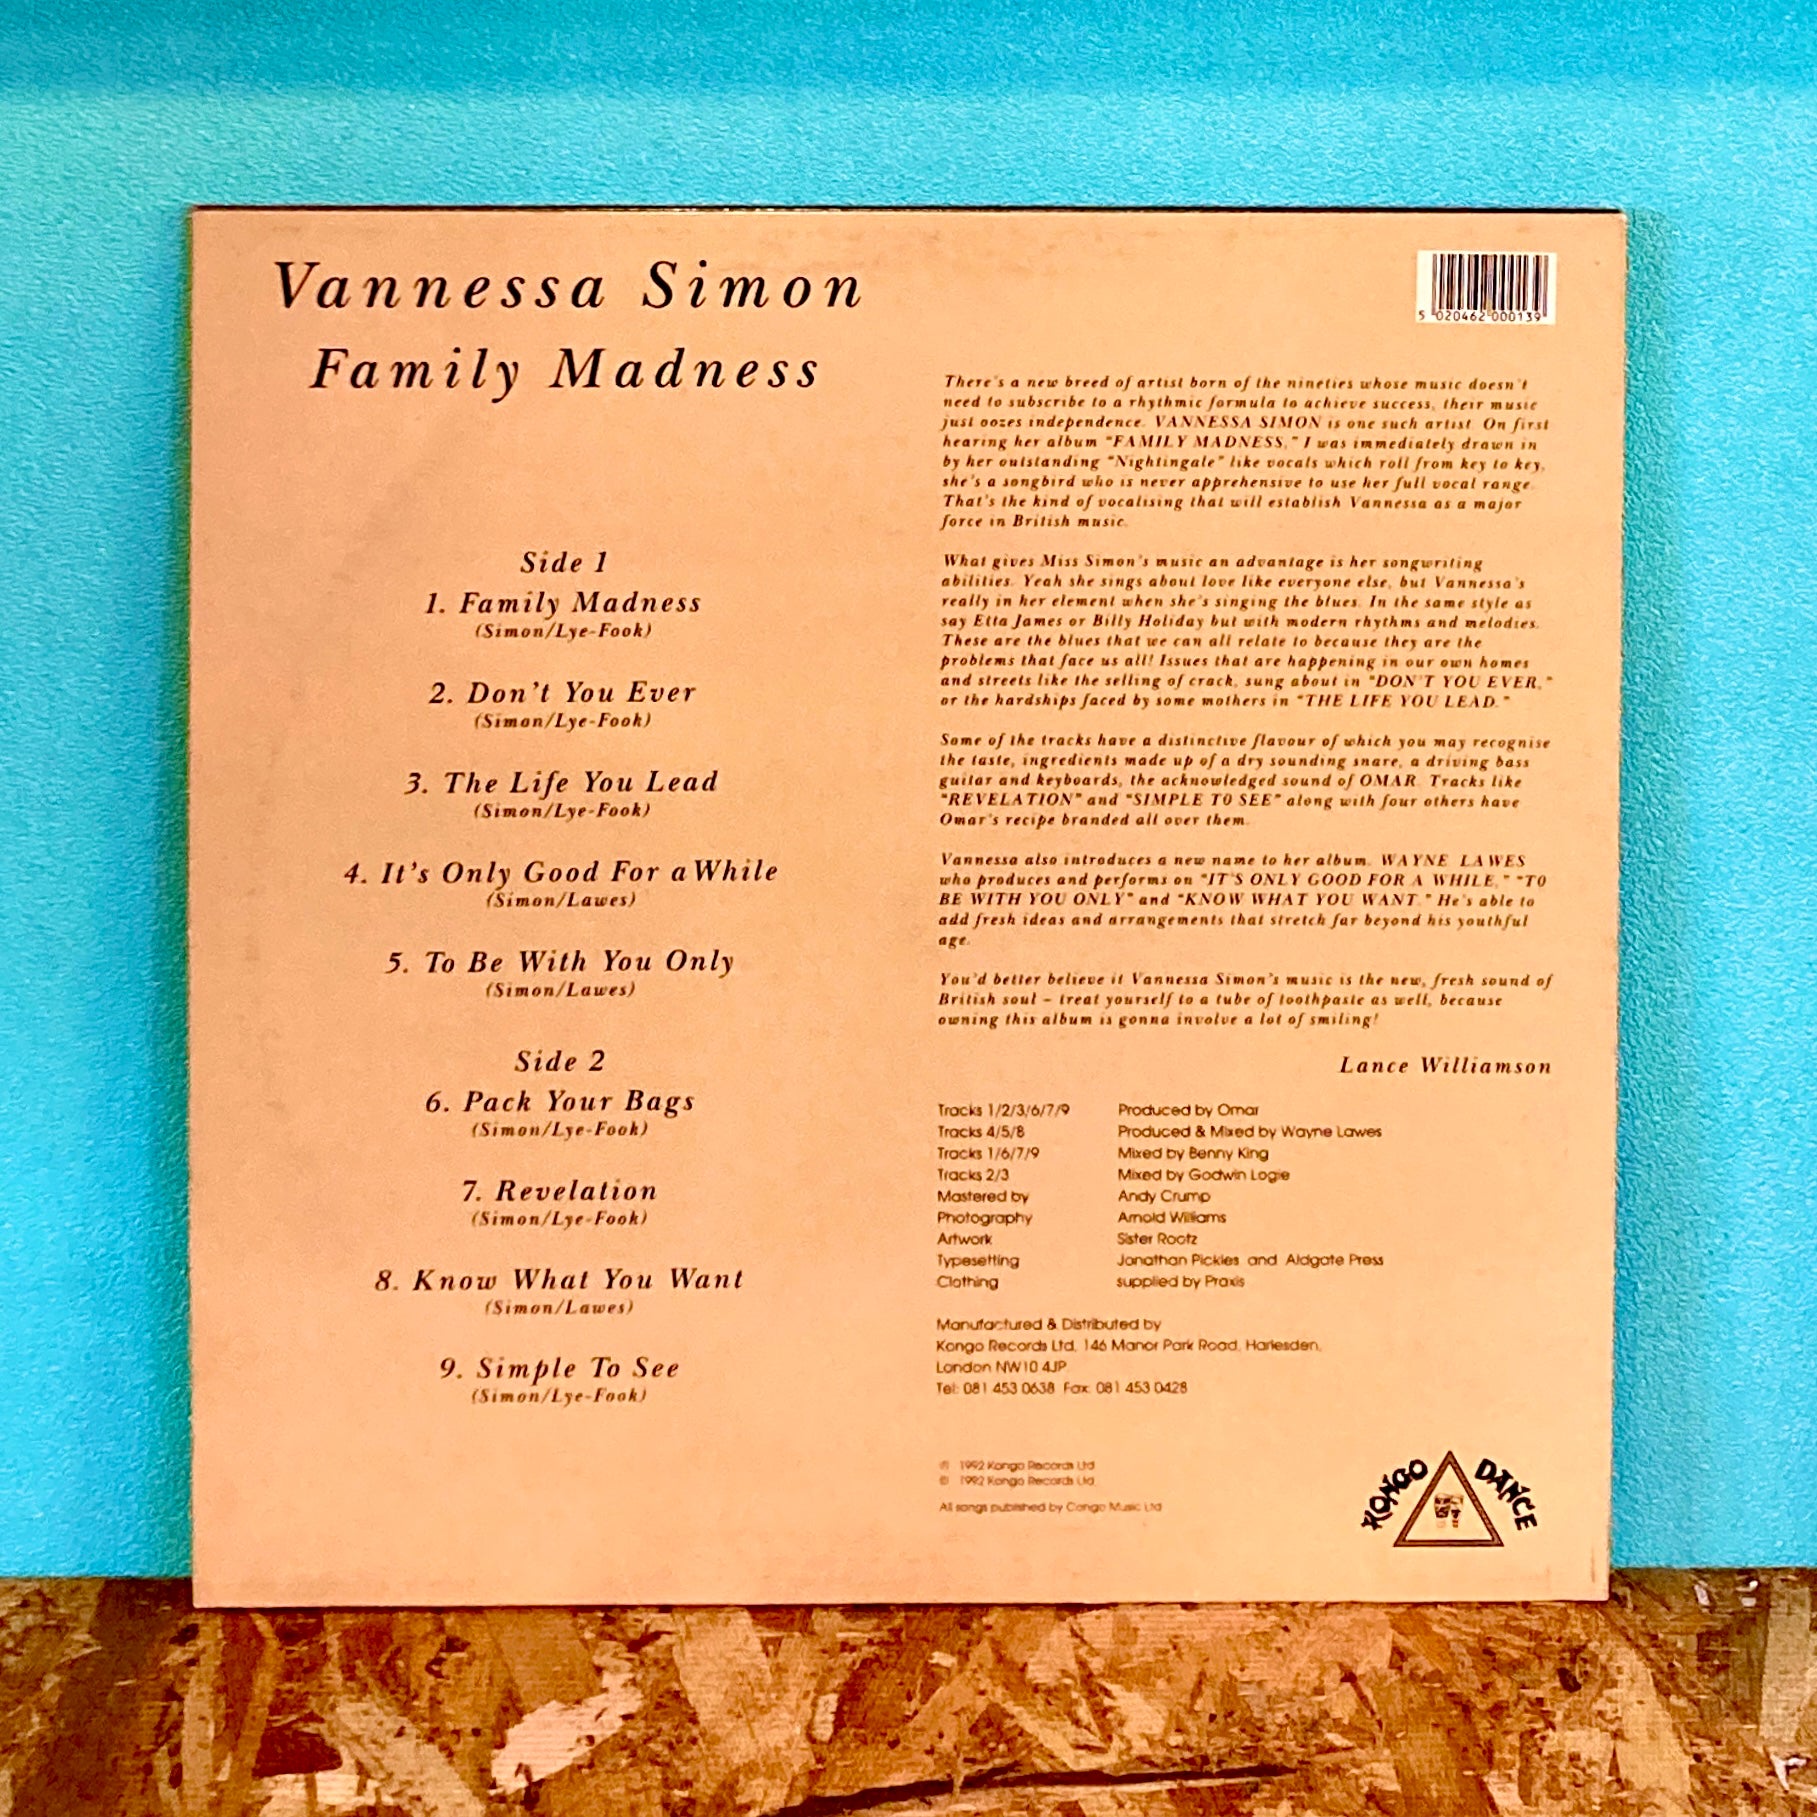 Vannessa Simon
Family Madness
Side 1
1. Family Madness
(Simon/Lye-Fook)
2. Don't You Ever
(Simon/Lye-Fook)
3. The Life You Lead
(Simon/Lye-Fook)
4. It's Only Good For a While
(Simon/Lawes)
5. To Be With You Only
(Simon/Lawes)
Side 2
6. Pack Your Bags
(Simon/Lye-Fook)
7. Revelation
(Simon/Lye-Fook)
8. Know What You Want
(Simon/Lawes)
9. Simple To See
(Simon/Lye-Fook)
5 020462 000139
There's a new breed of artist born of the nineties whose music doesn't
need to subscribe to a rhythmic formula to achieve success, their music
just oozes independence. VANNESSA SIMON is one such artist. On first
hearing her album "FAMILY MADNESS," I was immediately drawn in
by her outstanding "Nightingale" like vocals which roll from key to key,
she's a songbird who is never apprehensive to use her full vocal range.
That's the kind of vocalising that will establish Vannessa as a major
force in British music.
What gives Miss Simon's music an advantage is her songwriting
abilities. Yeah she sings about love like everyone else, but Vannessa's
really in her element when she's singing the blues. In the same style as
say Etta James or Billy Holiday but with modern rhythms and melodies.
These are the blues that we can all relate to because they are the
problems that face us all! Issues that are happening in our own homes
and streets like the selling of crack, sung about in "DON'T YOU EVER,"
or the hardships faced by some mothers in "THE LIFE YOU LEAD."
Some of the tracks have a distinctive flavour of which you may recognise
the taste, ingredients made up of a dry sounding snare, a driving bass
guitar and keyboards, the acknowledged sound of OMAR. Tracks like
"REVELATION" and "SIMPLE TO SEE" along with four others have
Omar's recipe branded all over them.
Vannessa also introduces a new name to her album. WAYNE LAWES
who produces and performs on "IT'S ONLY GOOD FOR A WHILE," "TO
BE WITH YOU ONLY" and "KNOW WHAT YOU WANT." He's able to
add fresh ideas and arrangements that stretch far beyond his youthful
age.
You'd better believe it Vannessa Simon's music is the new, fresh sound of
British soul – treat yourself to a tube of toothpaste as well, because
owning this album is gonna involve a lot of smiling!
Lance Williamson
Tracks 1/2/3/6/7/9 Produced by Omar
Tracks 4/5/8 Produced & Mixed by Wayne Lawes
Tracks 1/6/7/9 Mixed by Benny King
Tracks 2/3 Mixed by Godwin Logie
Mastered by Andy Crump
Photography Arnold Williams
Artwork Sister Rootz
Typesetting Jonathan Pickles and Aldgate Press
Clothing supplied by Praxis
Manufactured & Distributed by
Kongo Records Ltd, 146 Manor Park Road, Harlesden,
London NW10 4JP
Tel: 081 453 0638 Fax: 081 453 0428
℗ 1992 Kongo Records Ltd
© 1992 Kongo Records Ltd
All songs published by Congo Music Ltd
KONGO DANCE